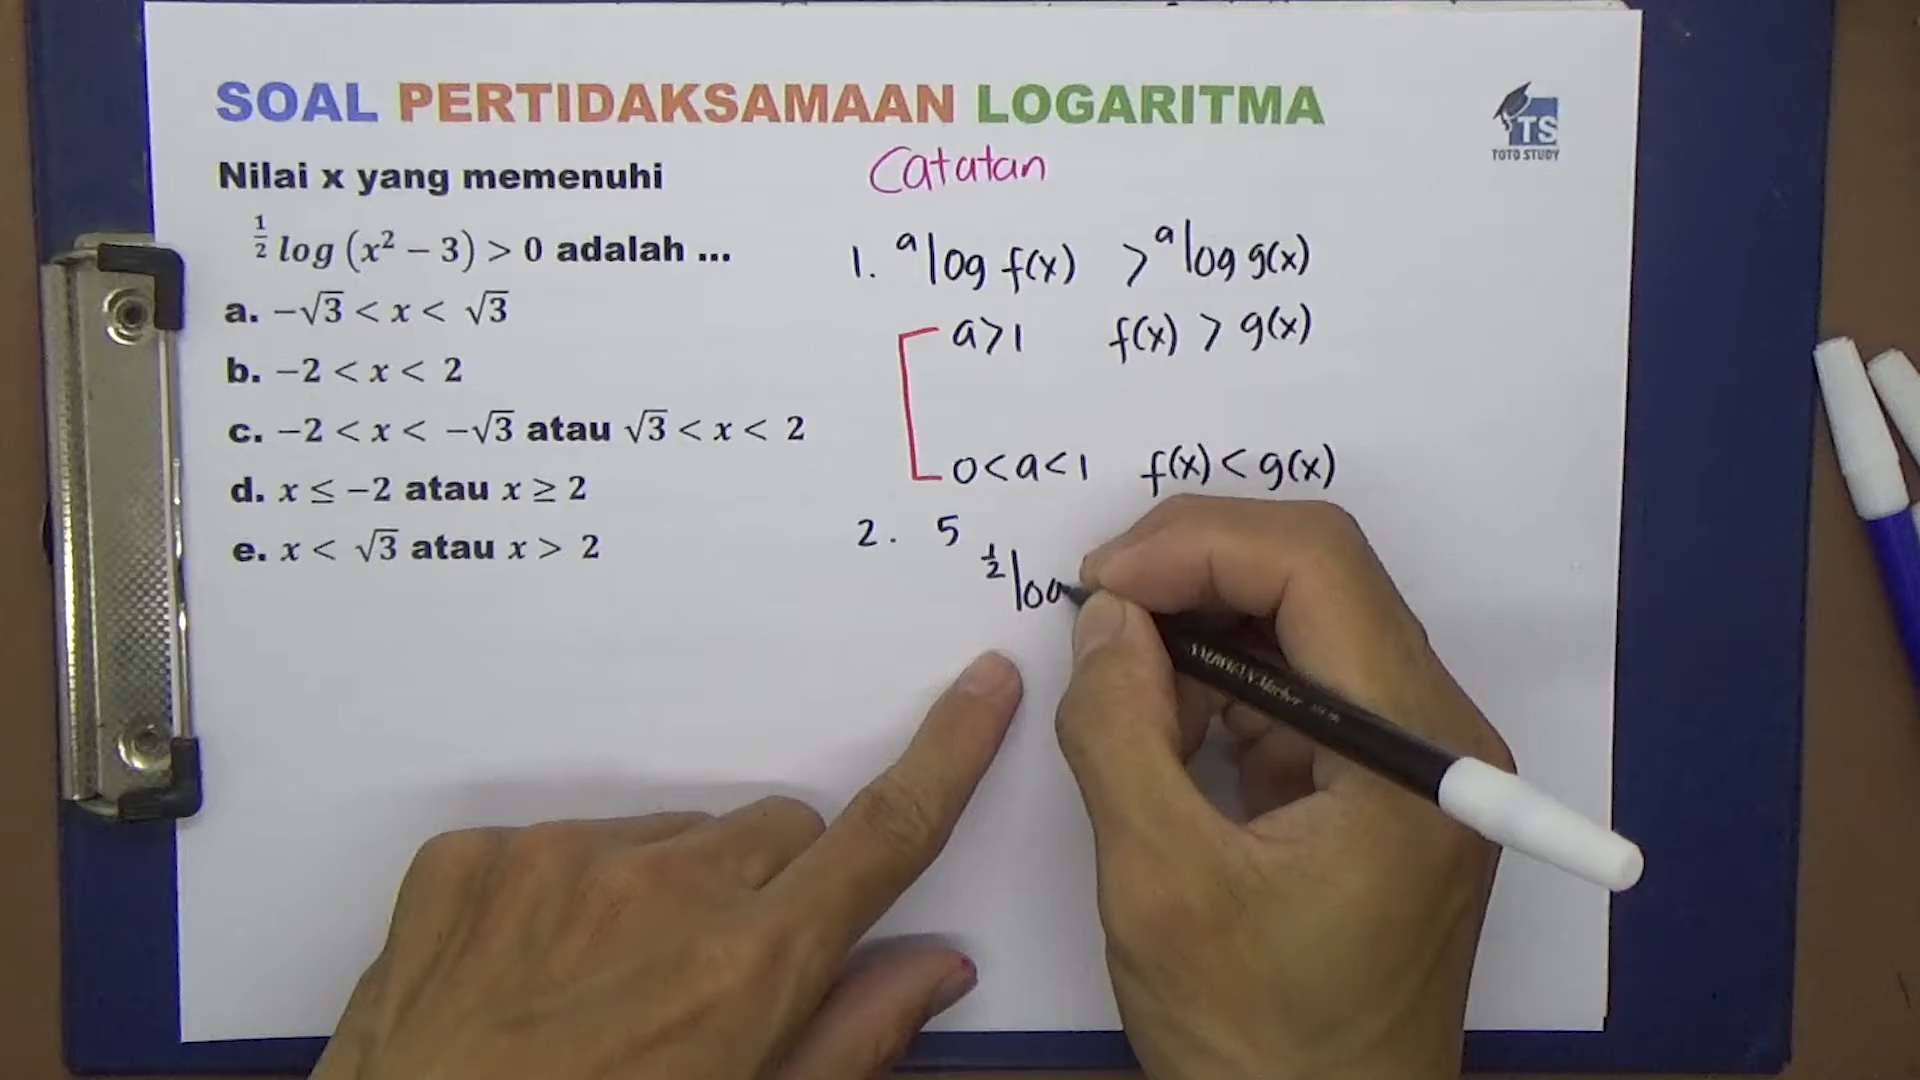 SOAL PERTIDAKSAMAAN LOGARITMA
TS
TOTO STUDY
Nilai x yang memenuhi
½ log (x² − 3) > 0 adalah ...
a. −√3 < x < √3
b. −2 < x < 2
c. −2 < x < −√3 atau √3 < x < 2
d. x ≤ −2 atau x ≥ 2
e. x < √3 atau x > 2
Catatan
1. ᵃlog f(x) > ᵃlog g(x)
a>1 f(x) > g(x)
0<a<1 f(x) < g(x)
2. 5
½ log